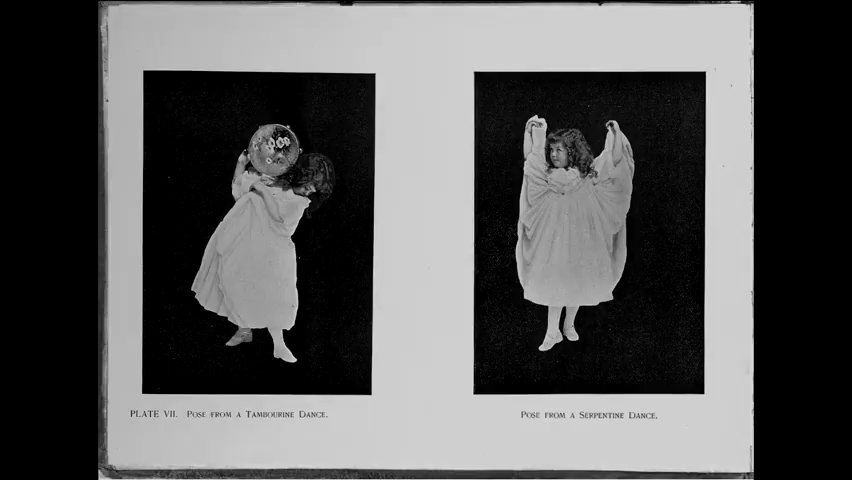 PLATE VII. POSE FROM A TAMBOURINE DANCE.
POSE FROM A SERPENTINE DANCE.